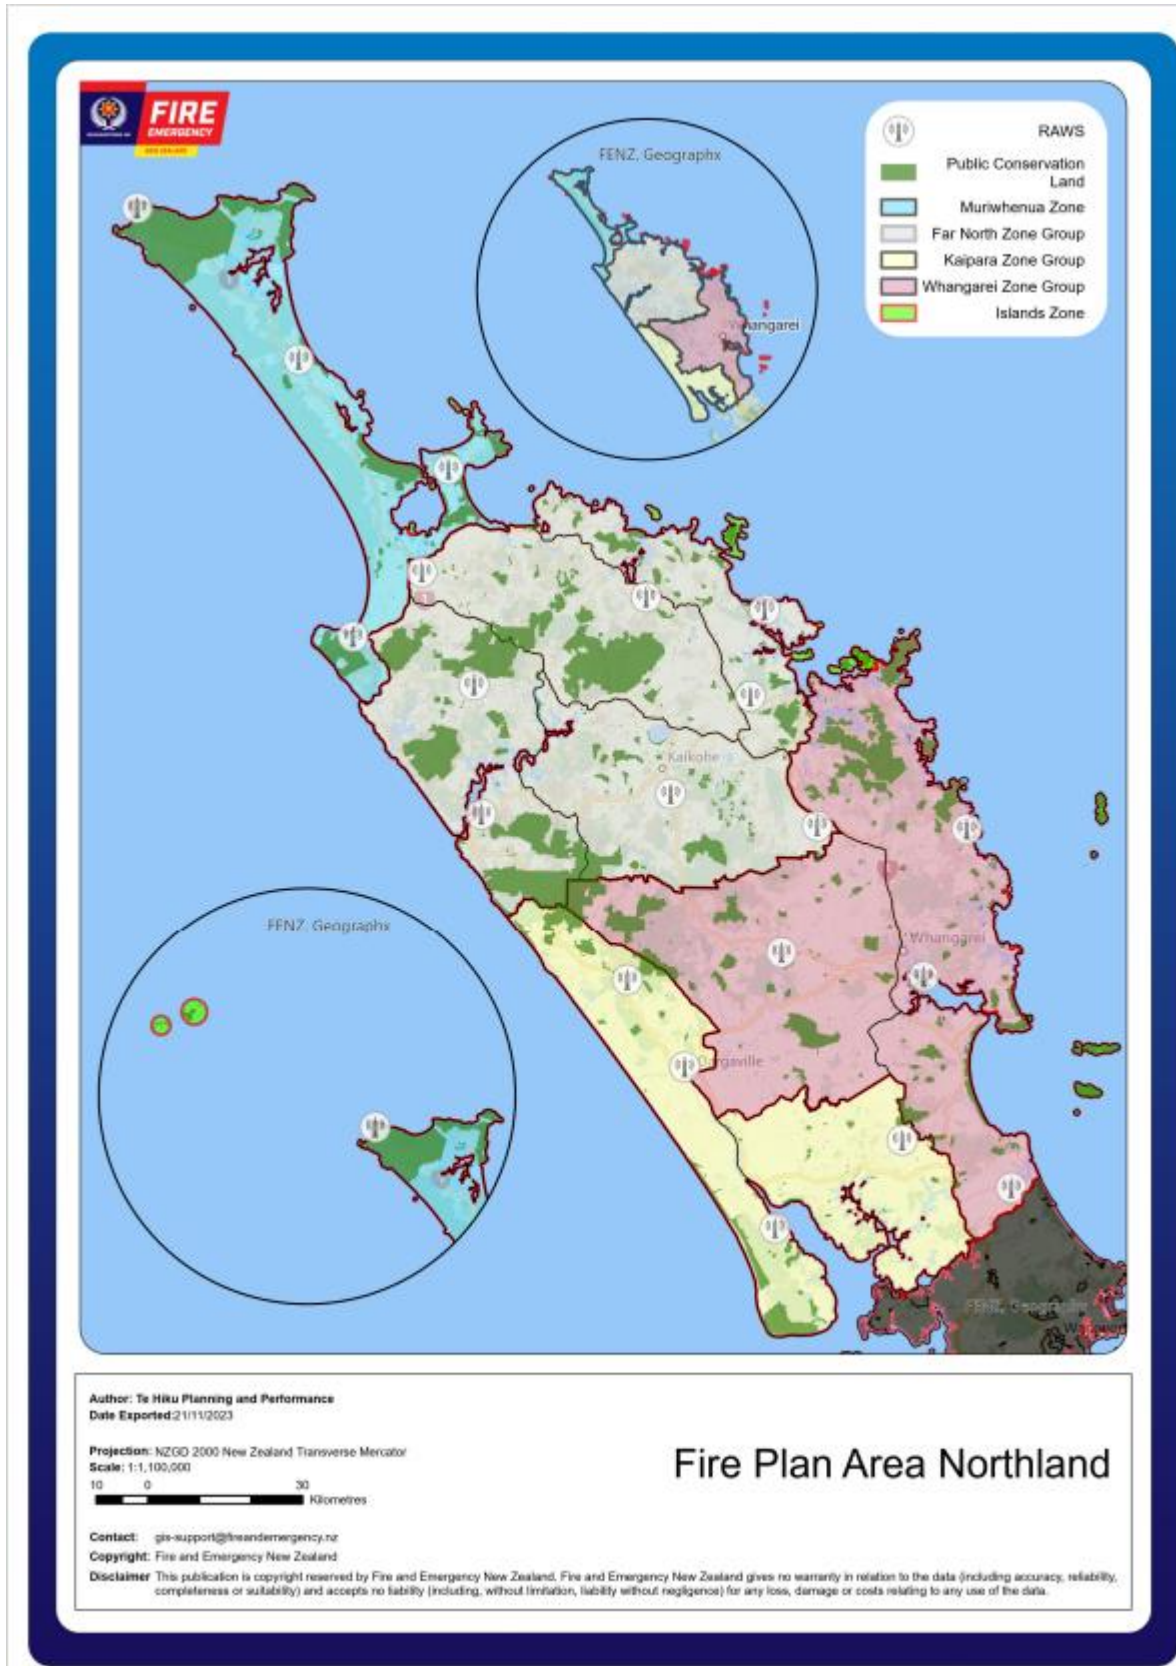 FIRE
EMERGENCY
FENZ, Geographx
Whangarei
RAWS
Public Conservation
Land
Muriwhenua Zone
Far North Zone Group
Kaipara Zone Group
Whangarei Zone Group
Islands Zone
1
Kaikohe
Whangarei
FENZ, Geographx
Dargaville
FENZ, Geographx
Author: Te Hiku Planning and Performance
Date Exported:21/11/2023
Projection: NZGD 2000 New Zealand Transverse Mercator
Scale: 1:1,100,000
10 0 30
Kilometres
Fire Plan Area Northland
Contact: gis-support@fireandemergency.nz
Copyright: Fire and Emergency New Zealand
Disclaimer This publication is copyright reserved by Fire and Emergency New Zealand. Fire and Emergency New Zealand gives no warranty in relation to the data (including accuracy, reliability,
completeness or suitability) and accepts no liability (including, without limitation, liability without negligence) for any loss, damage or costs relating to any use of the data.